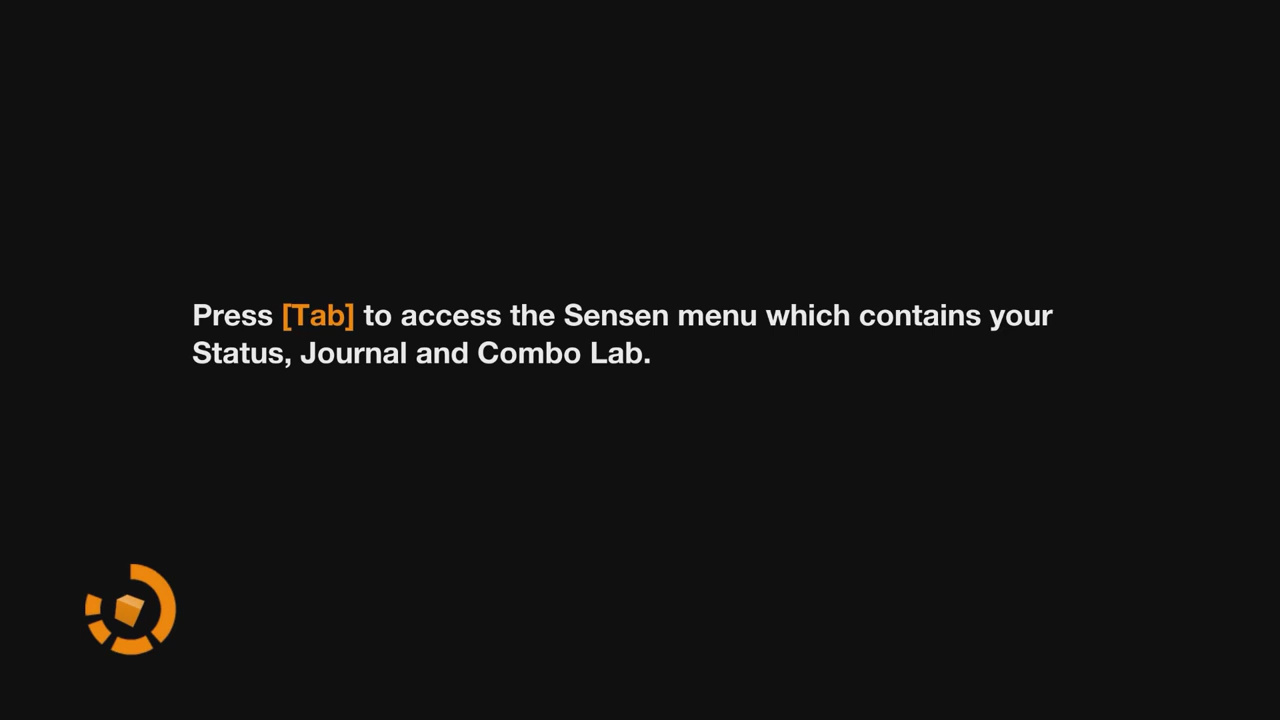 Press [Tab] to access the Sensen menu which contains your
Status, Journal and Combo Lab.